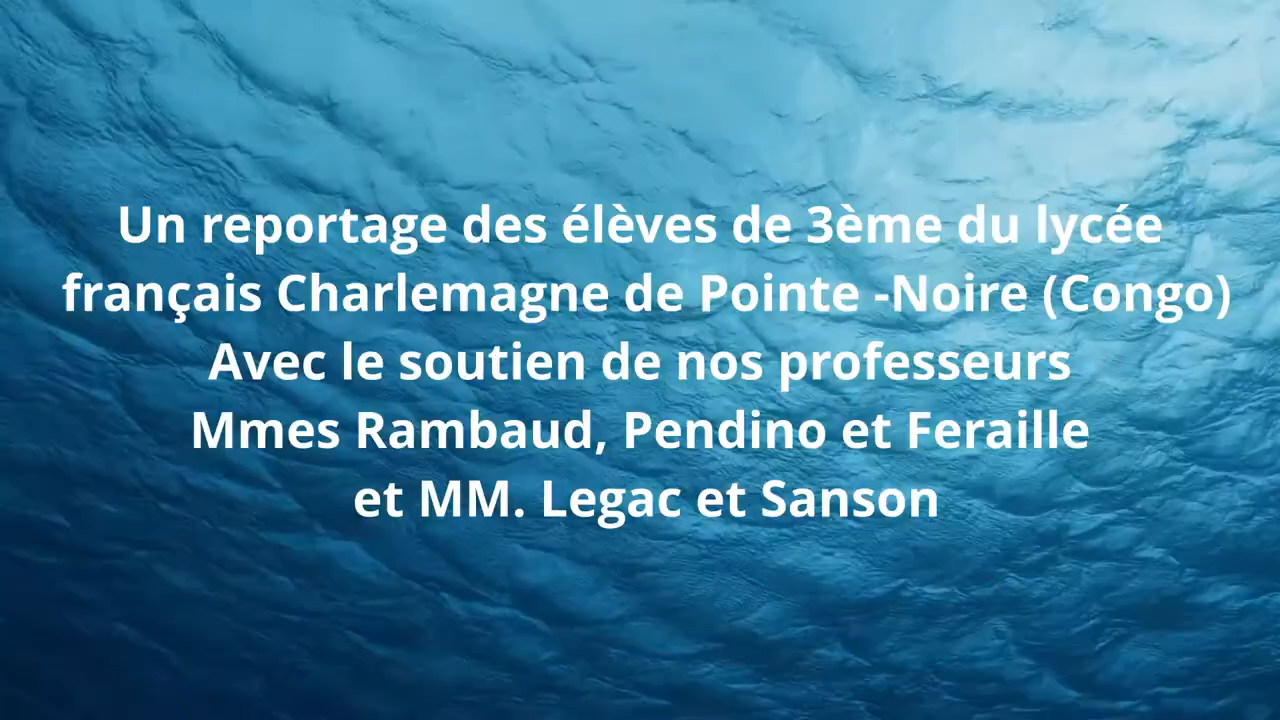 Un reportage des élèves de 3ème du lycée
français Charlemagne de Pointe -Noire (Congo)
Avec le soutien de nos professeurs
Mmes Rambaud, Pendino et Feraille
et MM. Legac et Sanson